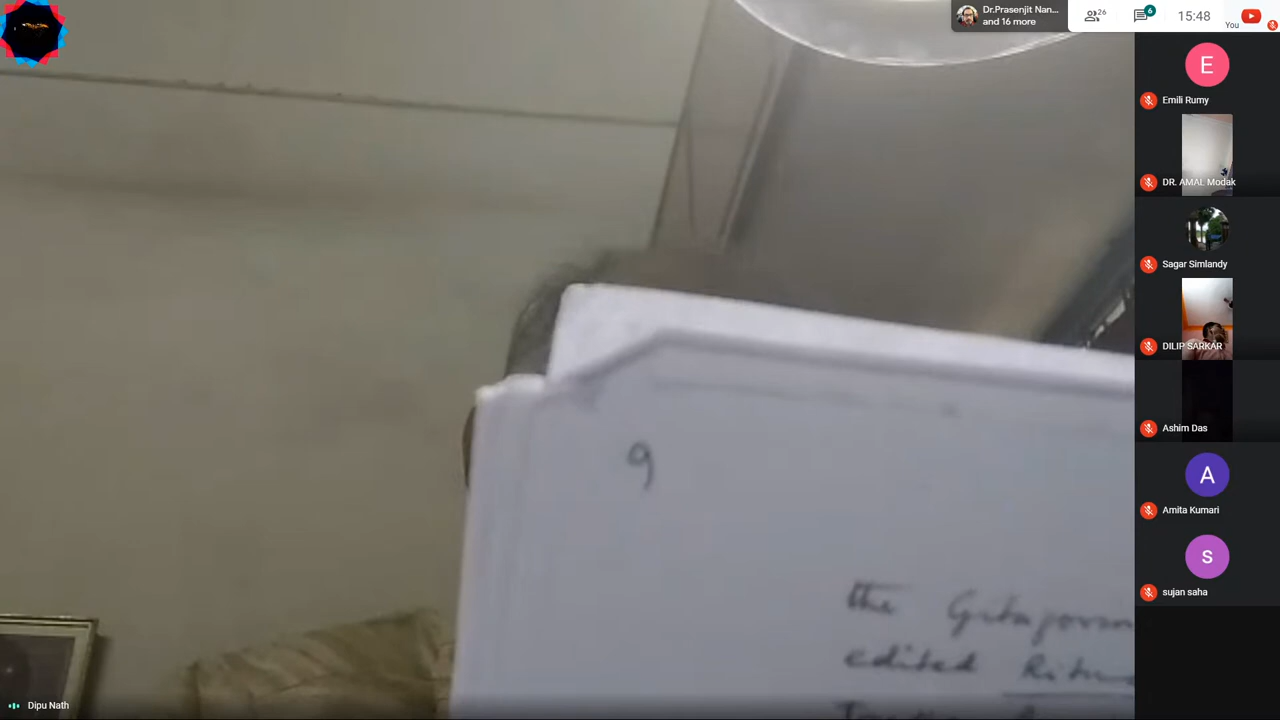 Dr.Prasenjit Nan...
and 16 more
26
6
15:48
You
E
Emili Rumy
DR. AMAL Modak
Sagar Simlandy
DILIP SARKAR
Ashim Das
A
Amita Kumari
S
sujan saha
9
the
edited
Dipu Nath